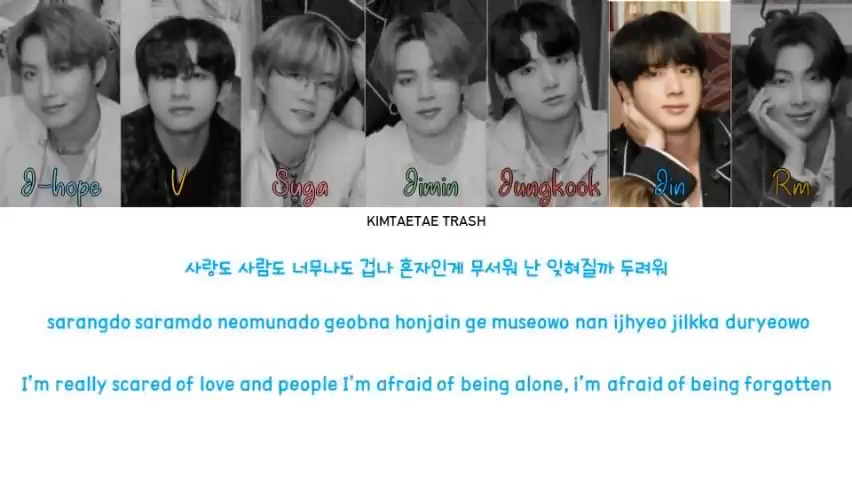 J-hope V Suga Jimin Jungkook Jin Rm
KIMTAETAE TRASH
사랑도 사람도 너무나도 겁나 혼자인게 무서워 난 잊혀질까 두려워
sarangdo saramdo neomunado geobna honjain ge museowo nan ijhyeo jilkka duryeowo
I'm really scared of love and people I'm afraid of being alone, i'm afraid of being forgotten